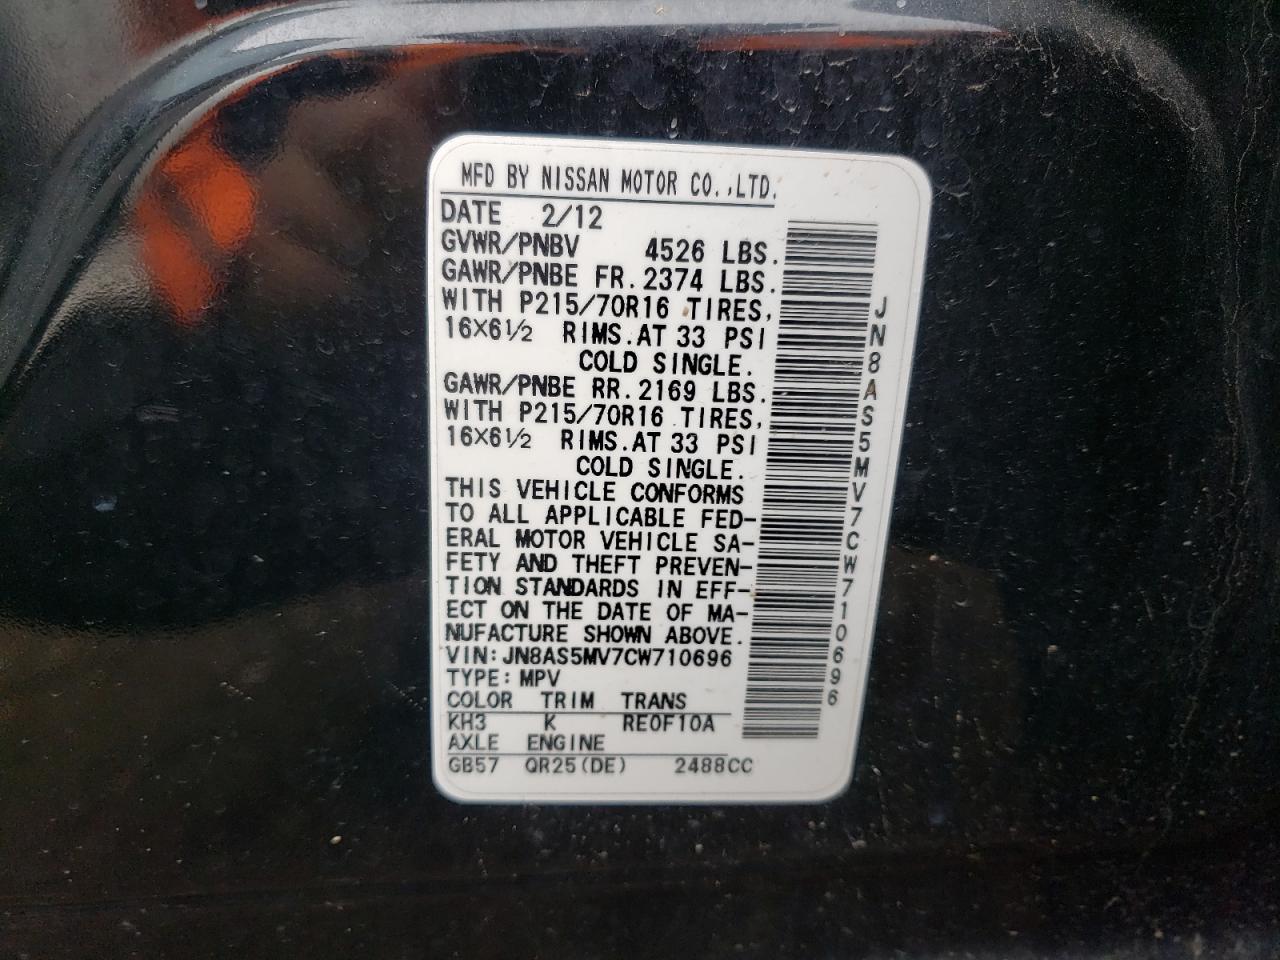 MFD BY NISSAN MOTOR CO.,LTD.
DATE 2/12
GVWR/PNBV 4526 LBS.
GAWR/PNBE FR. 2374 LBS.
WITH P215/70R16 TIRES,
16X6½ RIMS. AT 33 PSI
COLD SINGLE.
GAWR/PNBE RR. 2169 LBS.
WITH P215/70R16 TIRES,
16X6½ RIMS. AT 33 PSI
COLD SINGLE.
THIS VEHICLE CONFORMS
TO ALL APPLICABLE FED-
ERAL MOTOR VEHICLE SA-
FETY AND THEFT PREVEN-
TION STANDARDS IN EFF-
ECT ON THE DATE OF MA-
NUFACTURE SHOWN ABOVE.
VIN: JN8AS5MV7CW710696
TYPE: MPV
COLOR TRIM TRANS
KH3 K RE0F10A
AXLE ENGINE
GB57 QR25(DE) 2488CC
JN8AS5MV7CW710696